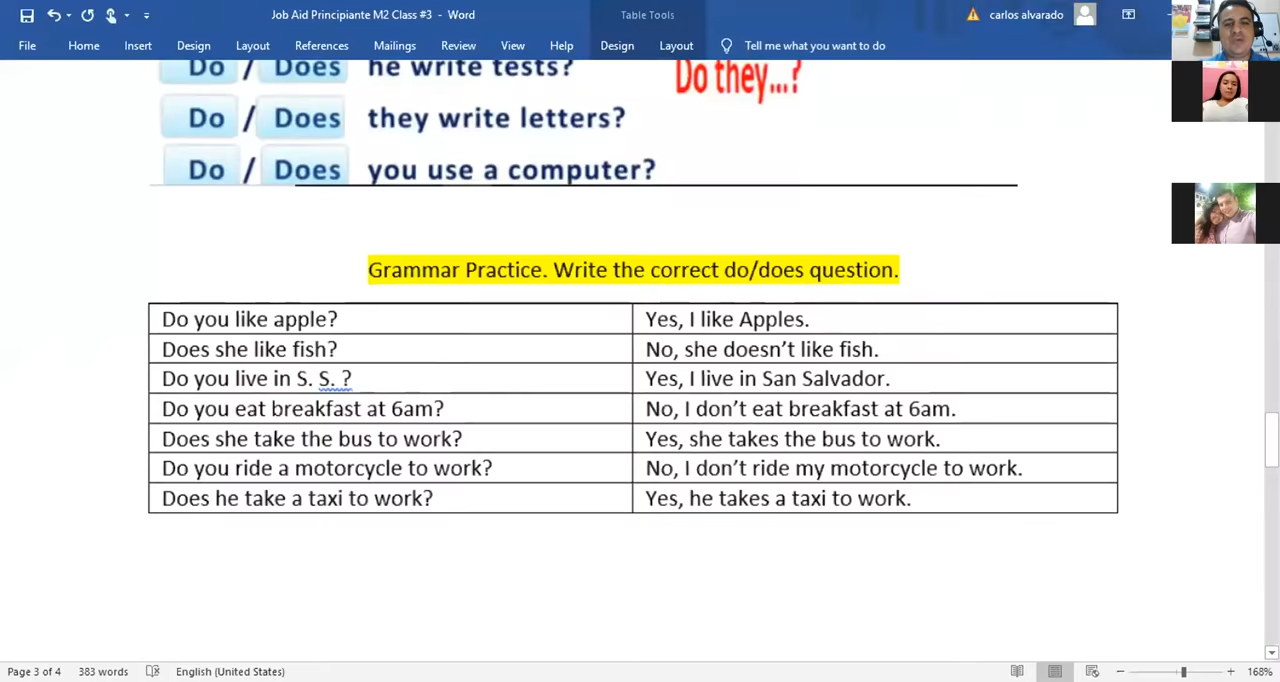 Job Aid Principiante M2 Class #3 - Word
Table Tools
carlos alvarado
File Home Insert Design Layout References Mailings Review View Help Design Layout Tell me what you want to do
Do / Does he write tests?
Do they...?
Do / Does they write letters?
Do / Does you use a computer?
Grammar Practice. Write the correct do/does question.
Do you like apple? Yes, I like Apples.
Does she like fish? No, she doesn't like fish.
Do you live in S. S. ? Yes, I live in San Salvador.
Do you eat breakfast at 6am? No, I don't eat breakfast at 6am.
Does she take the bus to work? Yes, she takes the bus to work.
Do you ride a motorcycle to work? No, I don't ride my motorcycle to work.
Does he take a taxi to work? Yes, he takes a taxi to work.
Page 3 of 4 383 words English (United States) 168%